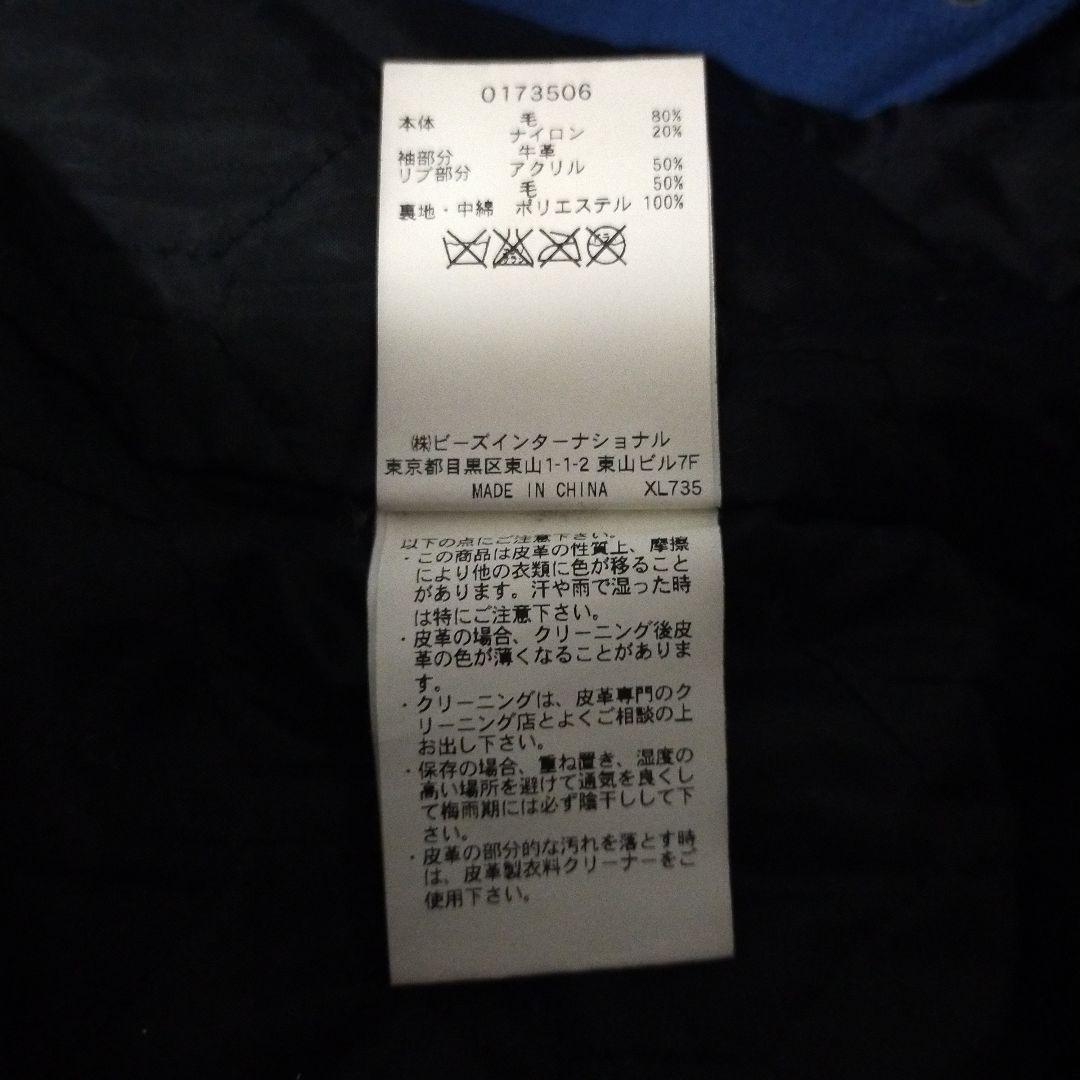 0173506
本体 毛 80%
ナイロン 20%
袖部分 牛革
リブ部分 アクリル 50%
毛 50%
裏地・中綿 ポリエステル 100%
㈱ビーズインターナショナル
東京都目黒区東山1-1-2 東山ビル7F
MADE IN CHINA XL735
以下の点にご注意下さい。
・この商品は皮革の性質上、摩擦
により他の衣類に色が移ること
があります。汗や雨で湿った時
は特にご注意下さい。
・皮革の場合、クリーニング後皮
革の色が薄くなることがありま
す。
・クリーニングは、皮革専門のク
リーニング店とよくご相談の上
お出し下さい。
・保存の場合、重ね置き、湿度の
高い場所を避けて通気を良くし
て梅雨期には必ず陰干しして下
さい。
・皮革の部分的な汚れを落とす時
は、皮革製衣料クリーナーをご
使用下さい。